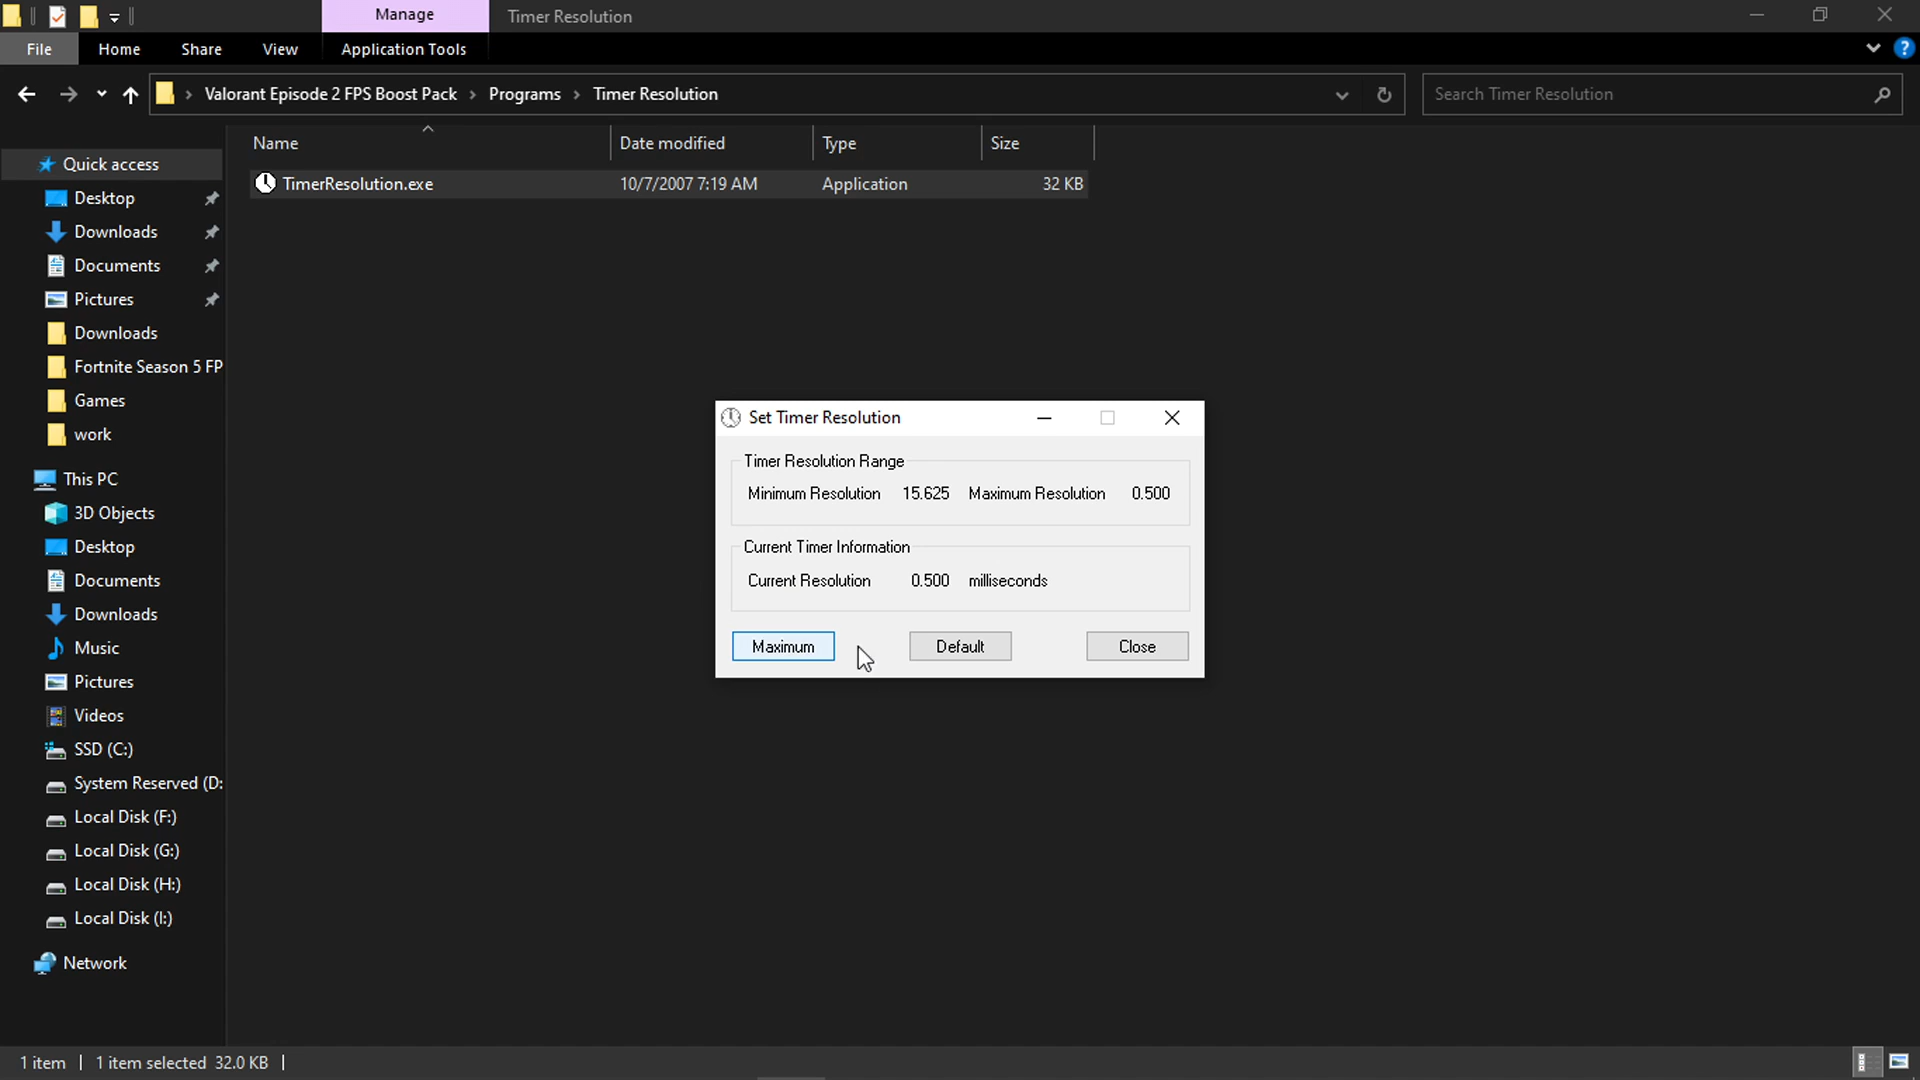 Manage
Timer Resolution
File
Home
Share
View
Application Tools
Valorant Episode 2 FPS Boost Pack
Programs
Timer Resolution
Search Timer Resolution
Name
Date modified
Type
Size
TimerResolution.exe
10/7/2007 7:19 AM
Application
32 KB
Quick access
Desktop
Downloads
Documents
Pictures
Downloads
Fortnite Season 5 FP
Games
work
This PC
3D Objects
Desktop
Documents
Downloads
Music
Pictures
Videos
SSD (C:)
System Reserved (D:
Local Disk (F:)
Local Disk (G:)
Local Disk (H:)
Local Disk (I:)
Network
Set Timer Resolution
Timer Resolution Range
Minimum Resolution 15.625 Maximum Resolution 0.500
Current Timer Information
Current Resolution 0.500 milliseconds
Maximum
Default
Close
1 item
1 item selected 32.0 KB